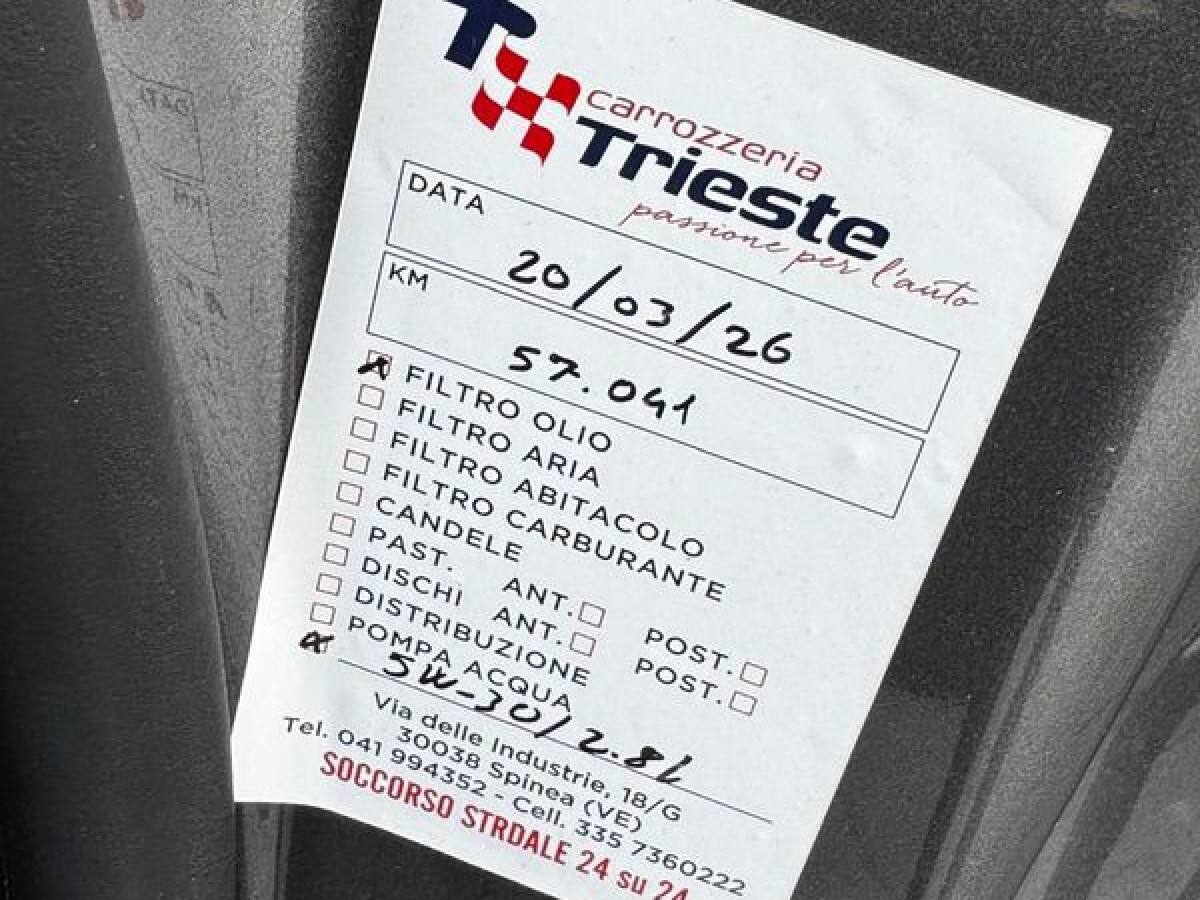 T
carrozzeria
Trieste
passione per l'auto
DATA
20/03/26
KM
57.041
FILTRO OLIO
FILTRO ARIA
FILTRO ABITACOLO
FILTRO CARBURANTE
CANDELE
PAST. ANT. POST.
DISCHI ANT. POST.
DISTRIBUZIONE
POMPA ACQUA
5W-30/2.8L
Via delle Industrie, 18/G
30038 Spinea (VE)
Tel. 041 994352 - Cell. 335 7360222
SOCCORSO STRDALE 24 su 24